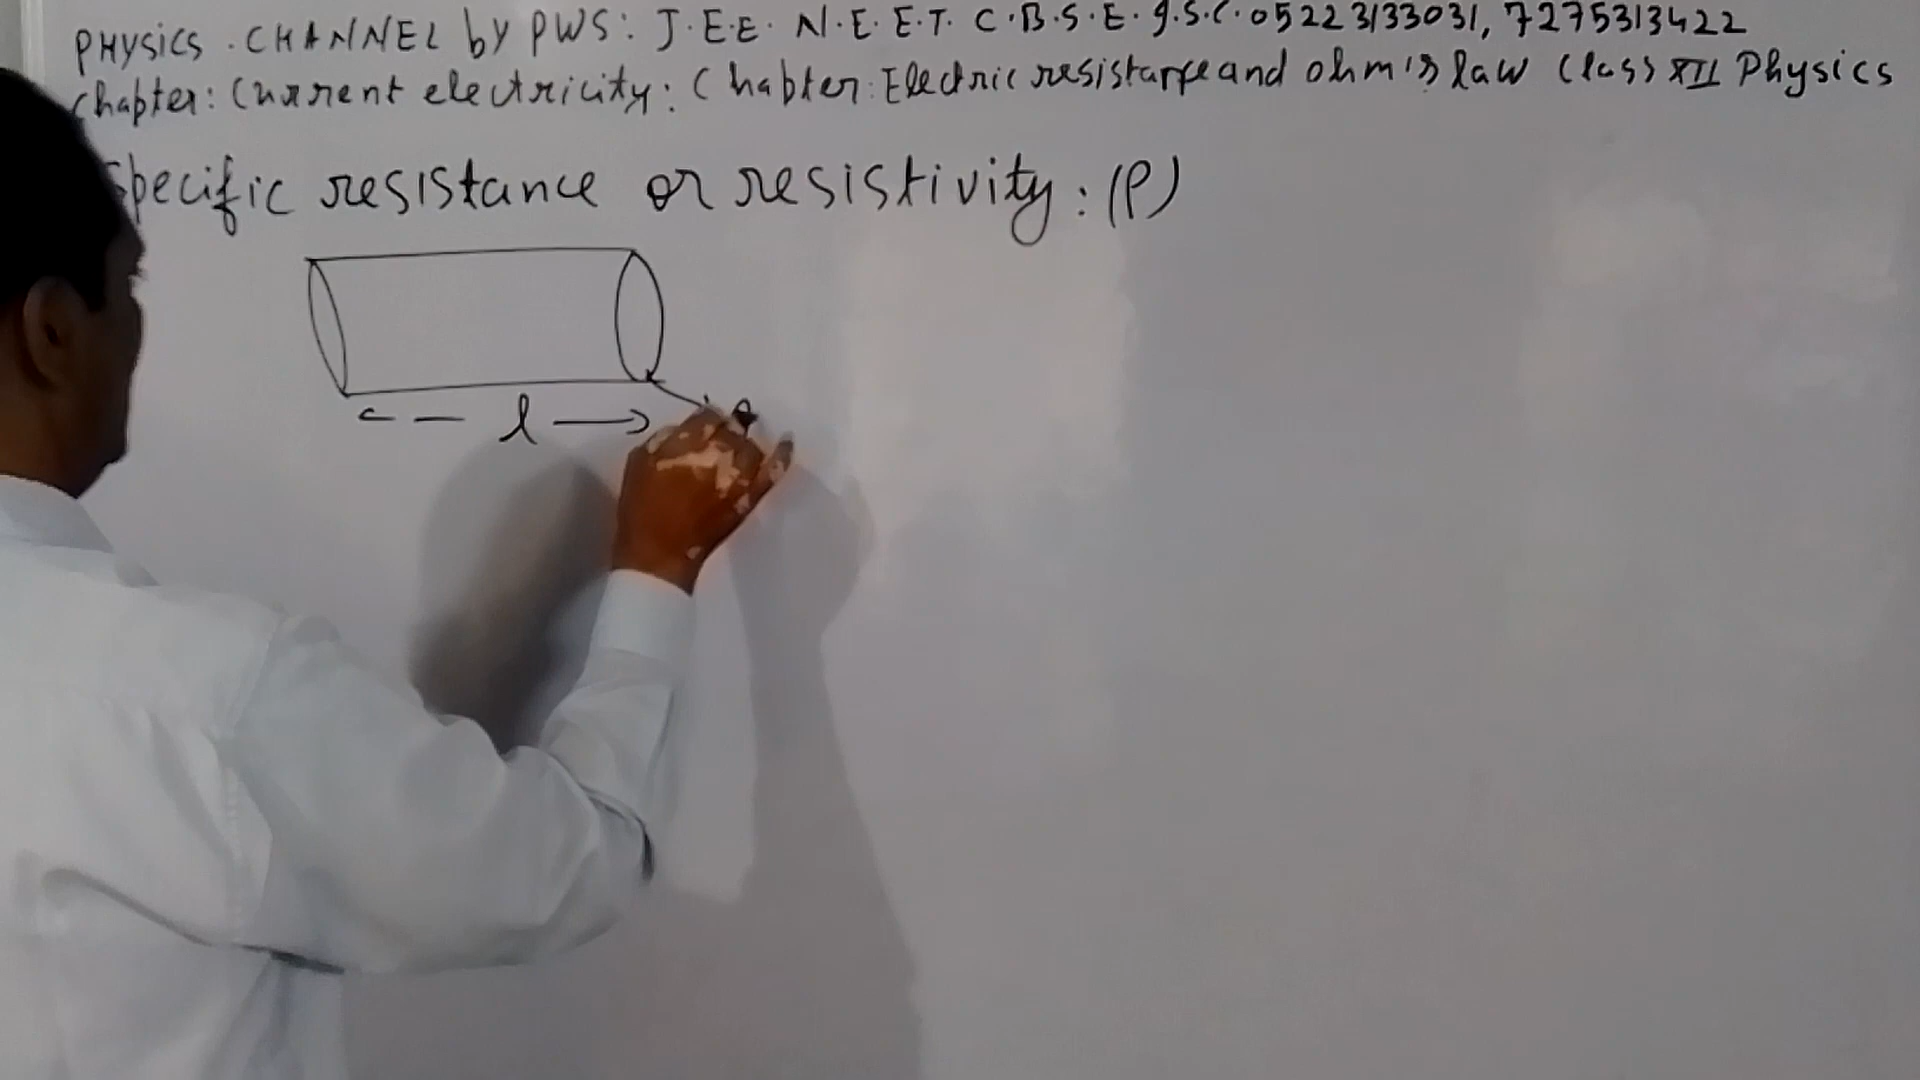 PHYSICS . CHANNEL by PWS : J.E.E. N.E.E.T. C.B.S.E. I.S.C. 05223133031, 7275313422
Chapter: Current electricity: Chapter: Electric resistance and ohm's law Class XII Physics
Specific resistance or resistivity: (ρ)
l